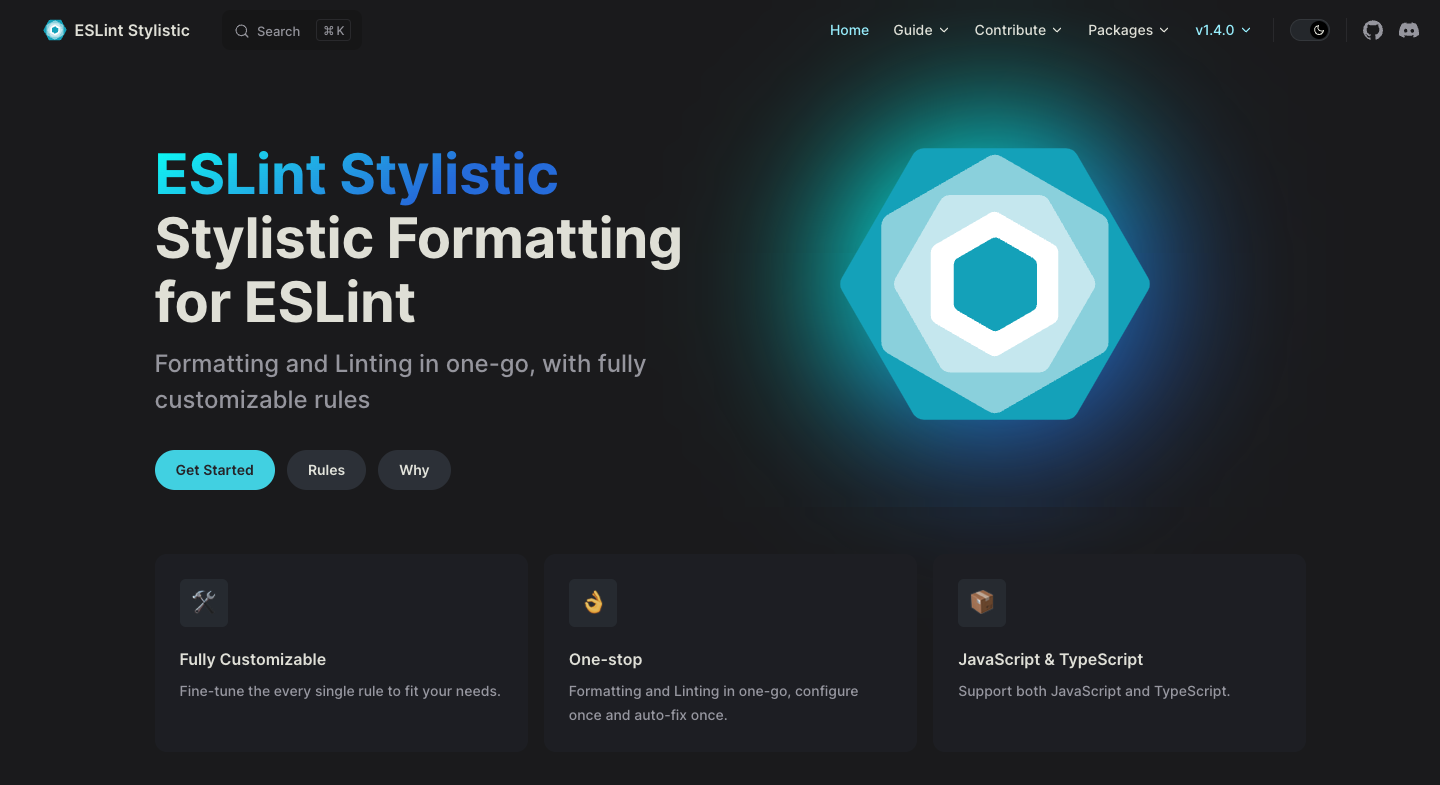 ESLint Stylistic
Search ⌘ K
Home
Guide
Contribute
Packages
v1.4.0
ESLint Stylistic
Stylistic Formatting
for ESLint
Formatting and Linting in one-go, with fully
customizable rules
Get Started
Rules
Why
Fully Customizable
Fine-tune the every single rule to fit your needs.
One-stop
Formatting and Linting in one-go, configure
once and auto-fix once.
JavaScript & TypeScript
Support both JavaScript and TypeScript.